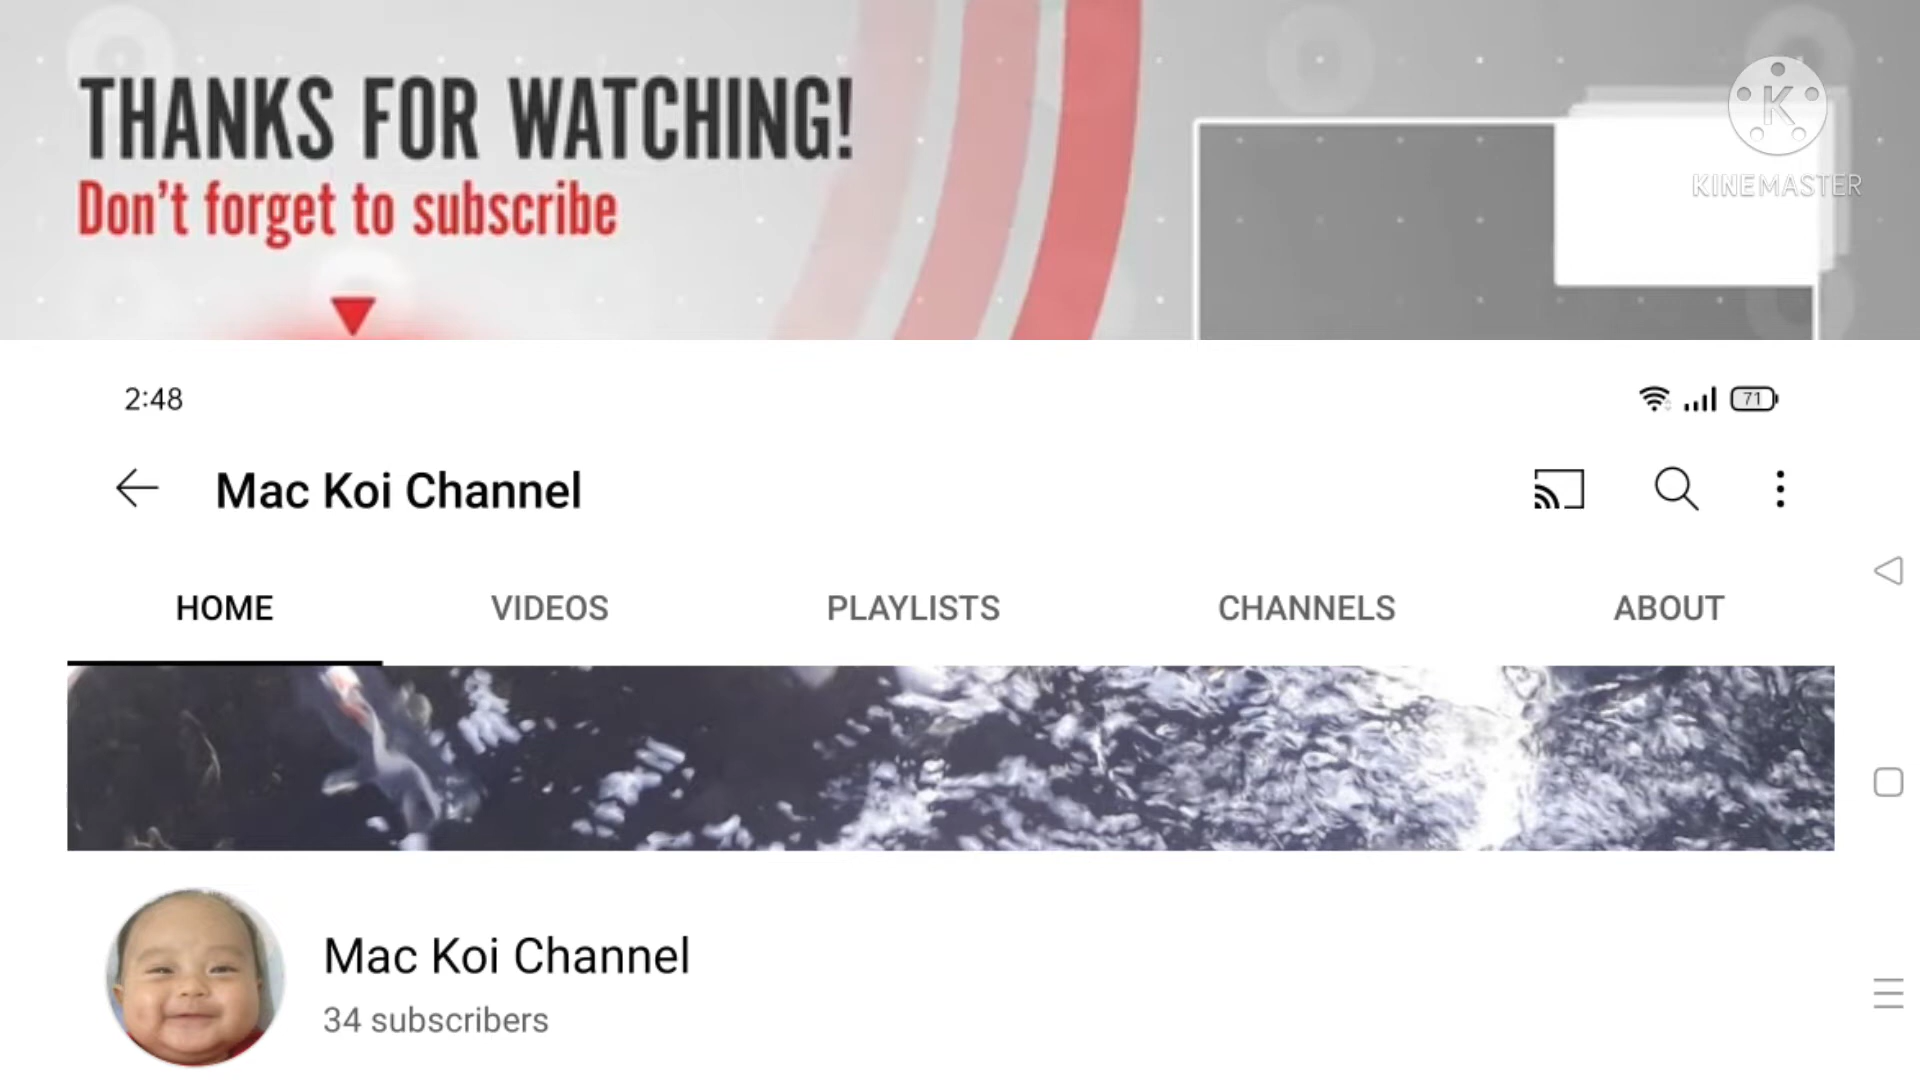 THANKS FOR WATCHING!
Don't forget to subscribe
K
KINEMASTER
2:48
71
Mac Koi Channel
HOME VIDEOS PLAYLISTS CHANNELS ABOUT
Mac Koi Channel
34 subscribers